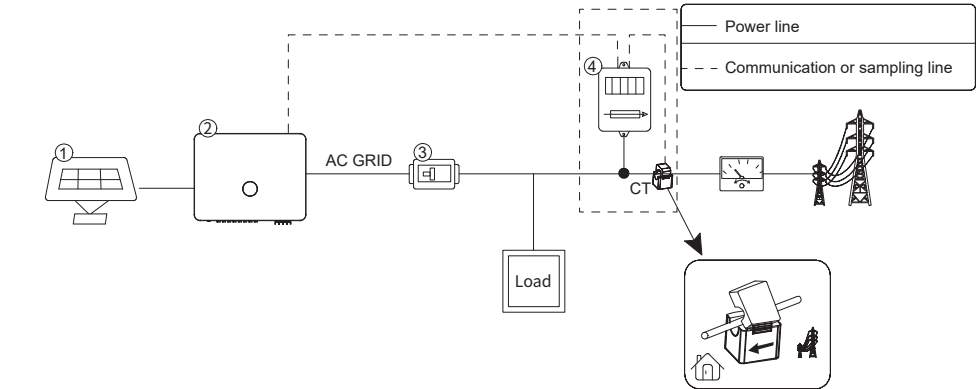 Power line
Communication or sampling line
④
①
②
AC GRID
③
CT
Load